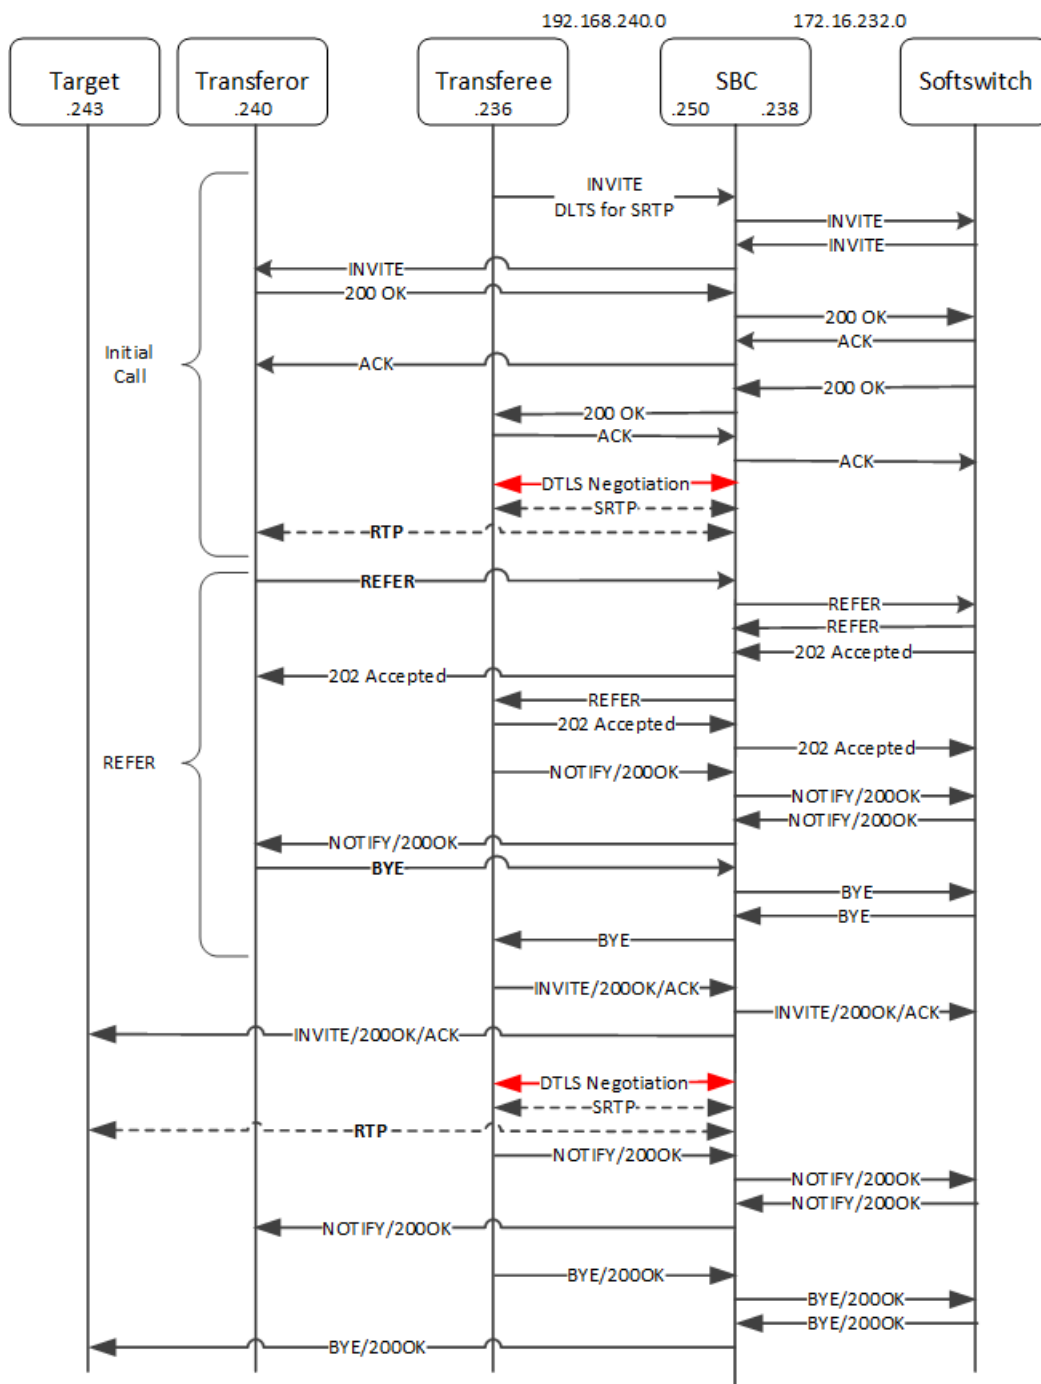 192.168.240.0
172.16.232.0
Target
.243
Transferor
.240
Transferee
.236
SBC
.250
.238
Softswitch
INVITE
DLTS for SRTP
INVITE
INVITE
INVITE
200 OK
200 OK
ACK
Initial
Call
ACK
200 OK
200 OK
ACK
ACK
DTLS Negotiation
SRTP
RTP
REFER
REFER
REFER
202 Accepted
202 Accepted
REFER
202 Accepted
202 Accepted
REFER
NOTIFY/200OK
NOTIFY/200OK
NOTIFY/200OK
NOTIFY/200OK
BYE
BYE
BYE
BYE
INVITE/200OK/ACK
INVITE/200OK/ACK
INVITE/200OK/ACK
DTLS Negotiation
SRTP
RTP
NOTIFY/200OK
NOTIFY/200OK
NOTIFY/200OK
NOTIFY/200OK
BYE/200OK
BYE/200OK
BYE/200OK
BYE/200OK